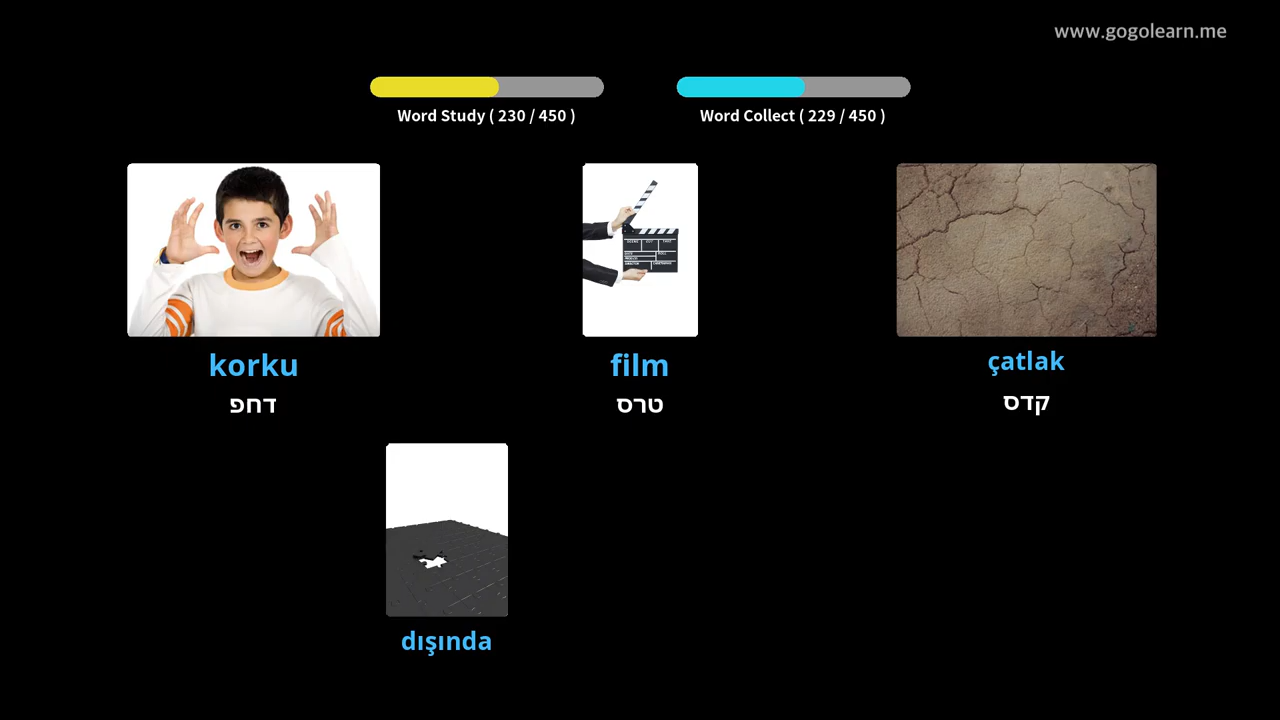 www.gogolearn.me
Word Study ( 230 / 450 )
Word Collect ( 229 / 450 )
korku
דחפ
film
טרס
çatlak
קדס
dışında